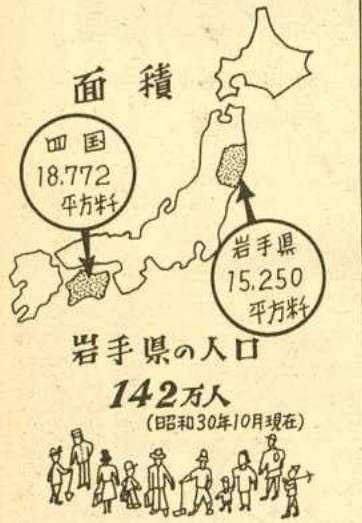 面積
四国
18.772
平方粁
岩手県
15,250
平方粁
岩手県の人口
142万人
(昭和30年10月現在)